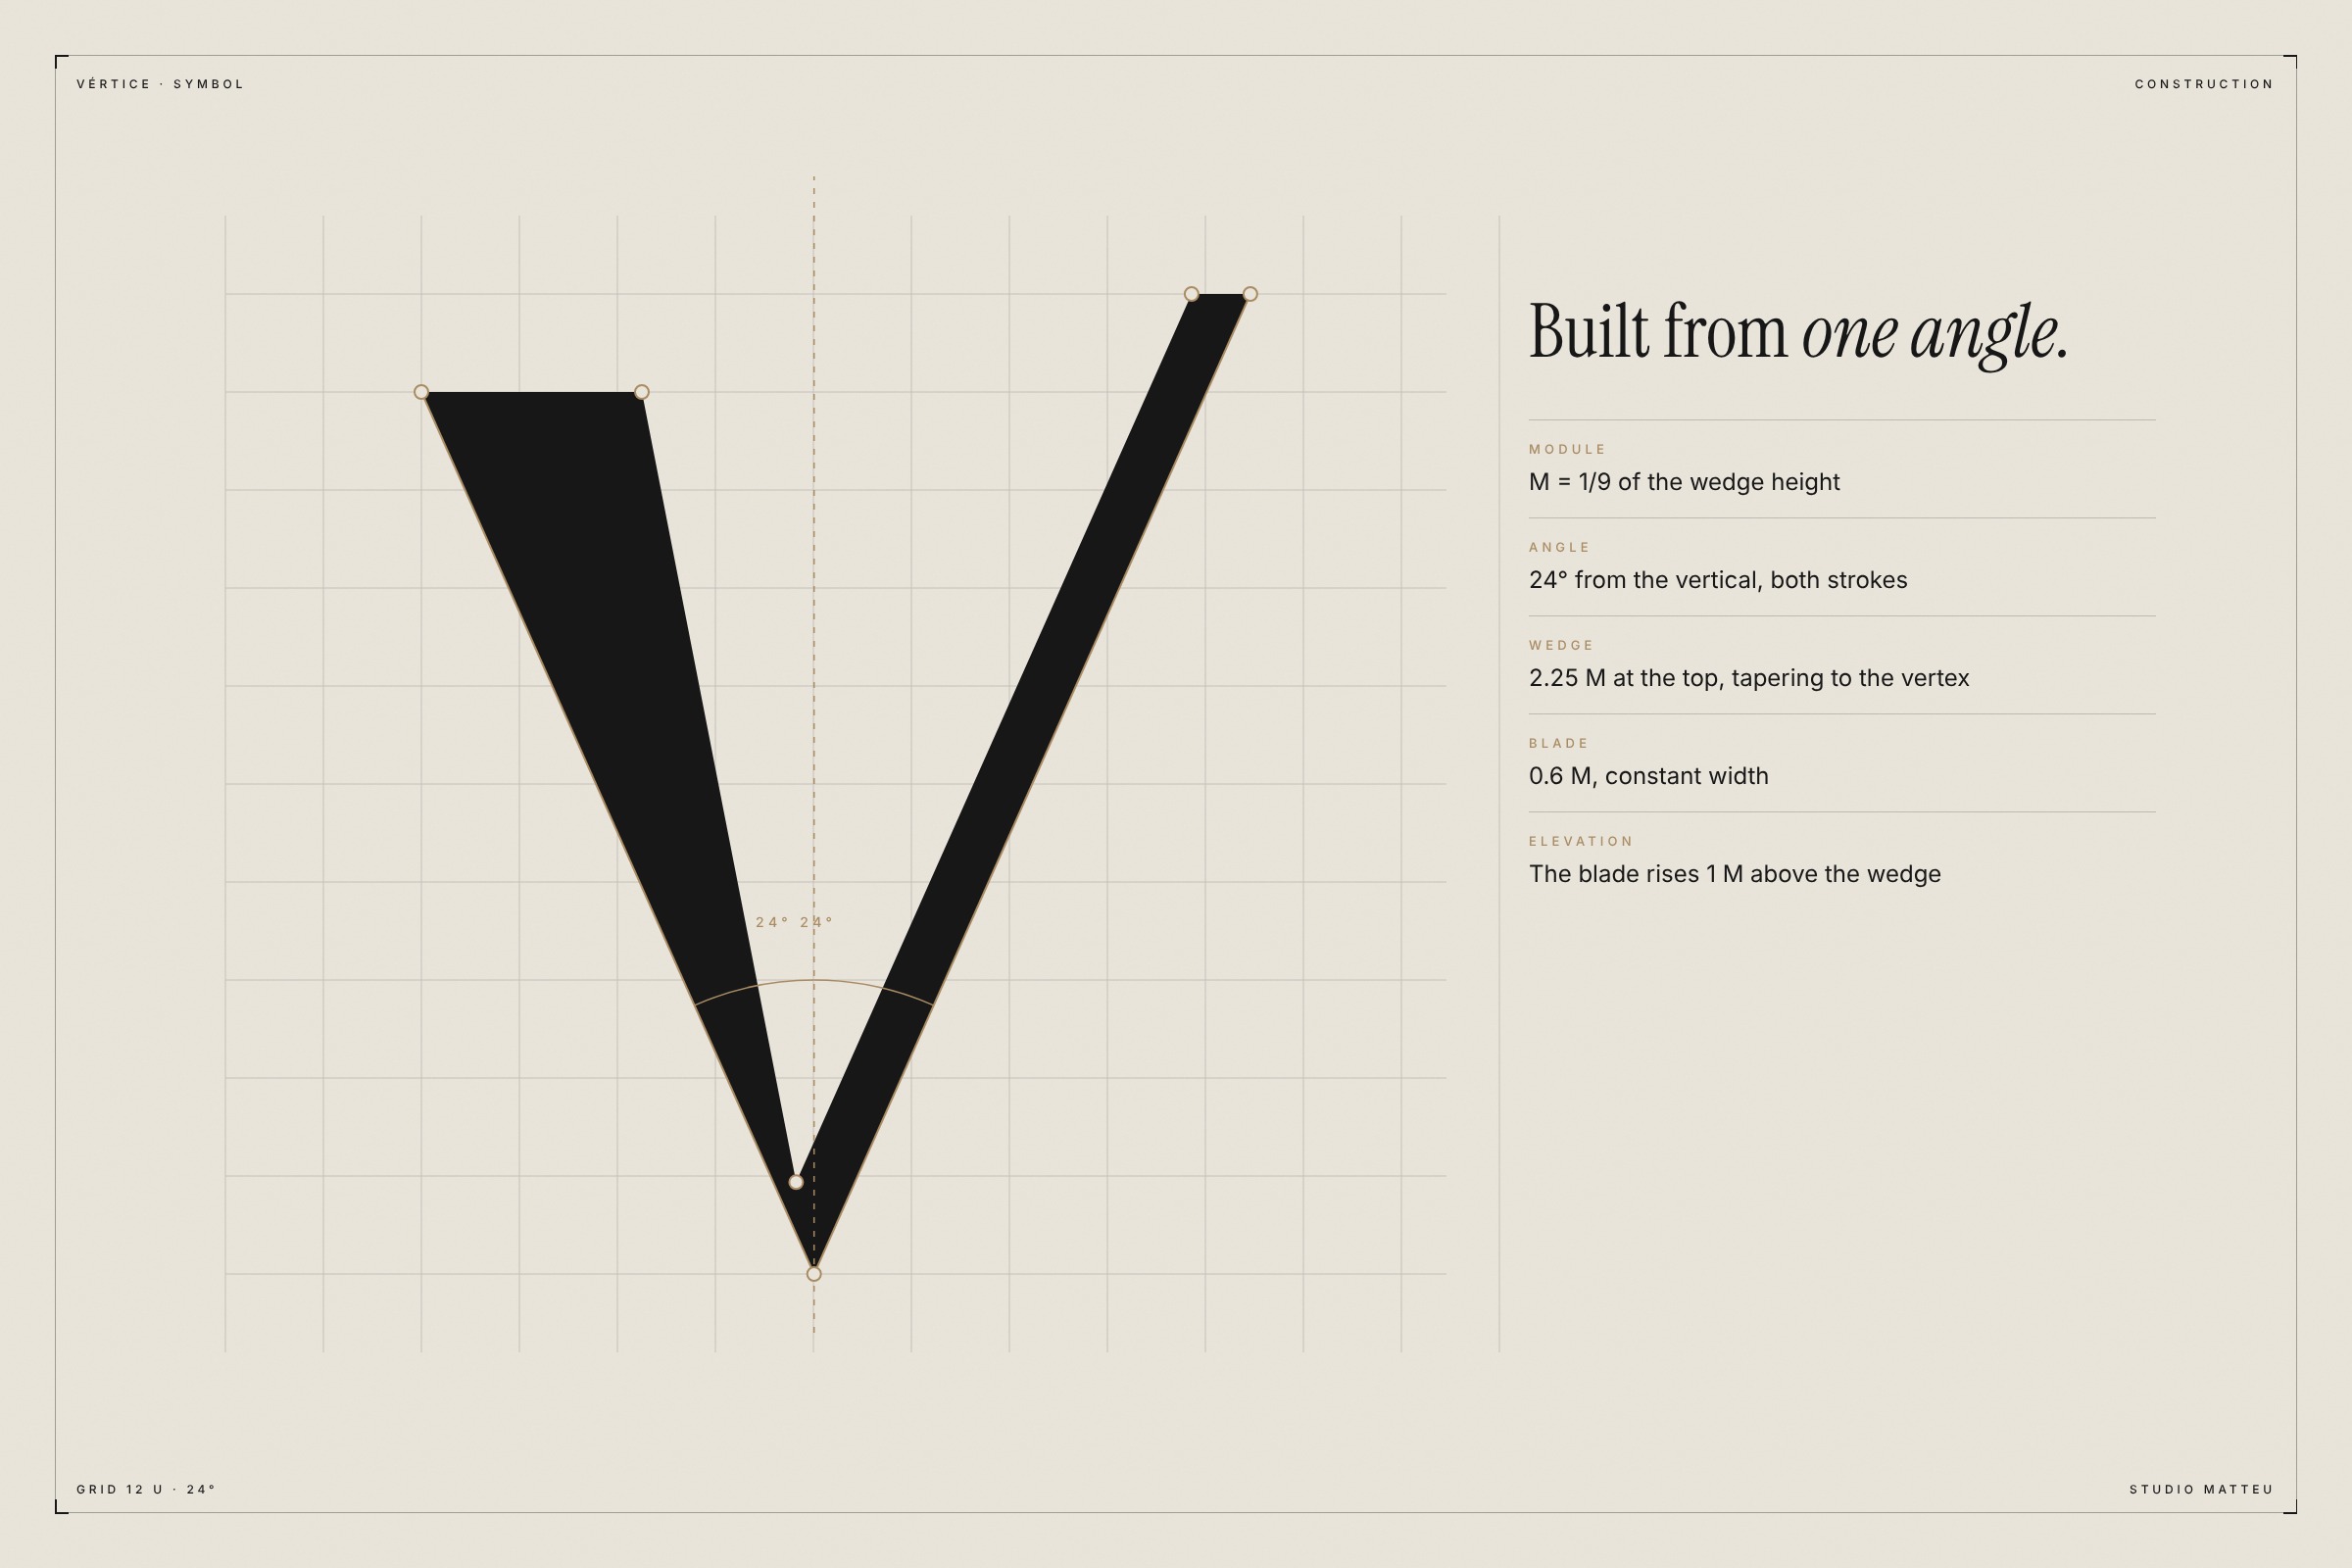 VÉRTICE · SYMBOL
CONSTRUCTION
Built from one angle.
MODULE
M = 1/9 of the wedge height
ANGLE
24° from the vertical, both strokes
WEDGE
2.25 M at the top, tapering to the vertex
BLADE
0.6 M, constant width
ELEVATION
The blade rises 1 M above the wedge
24° 24°
GRID 12 U · 24°
STUDIO MATTEU